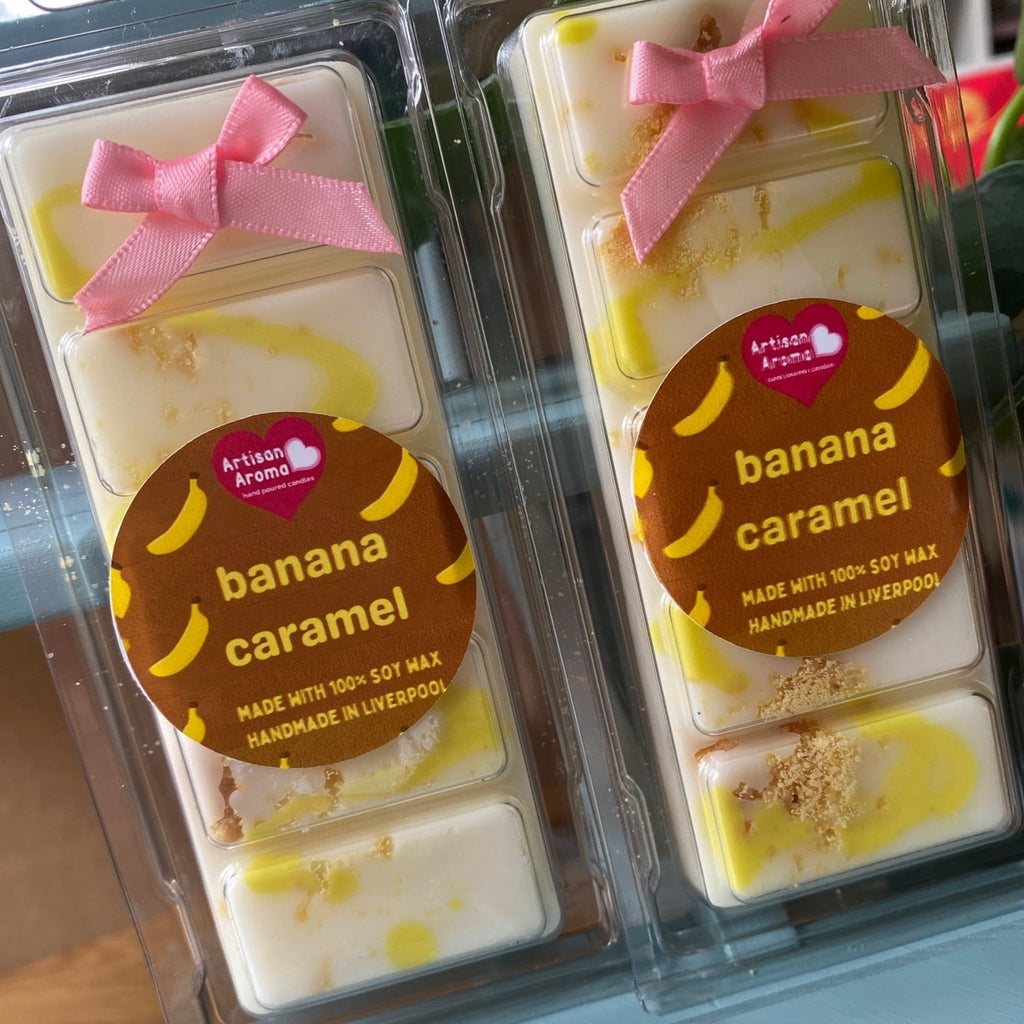 Artisan
Aroma
hand poured candles
banana
caramel
MADE WITH 100% SOY WAX
HANDMADE IN LIVERPOOL
Artisan
Aroma
banana
caramel
MADE WITH 100% SOY WAX
HANDMADE IN LIVERPOOL